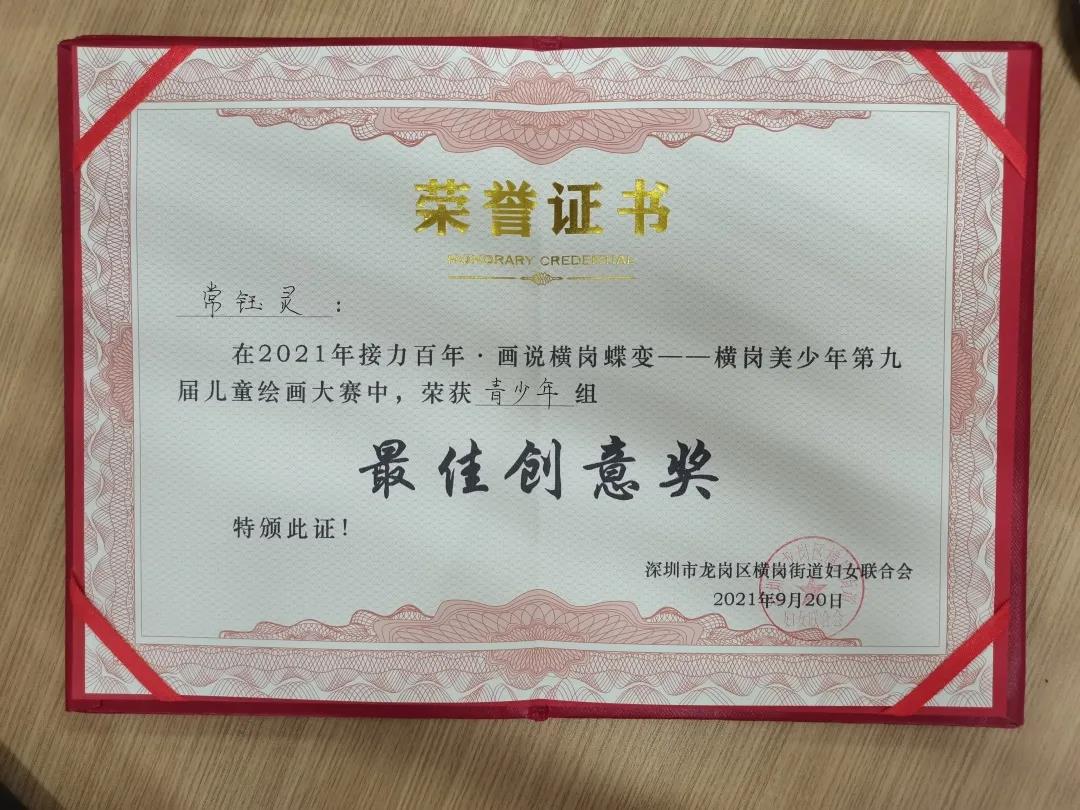 荣誉证书
HONORARY CREDENTIAL
常钰灵：
在2021年接力百年·画说横岗蝶变——横岗美少年第九
届儿童绘画大赛中，荣获青少年组
最佳创意奖
特颁此证！
深圳市龙岗区横岗街道妇女联合会
2021年9月20日